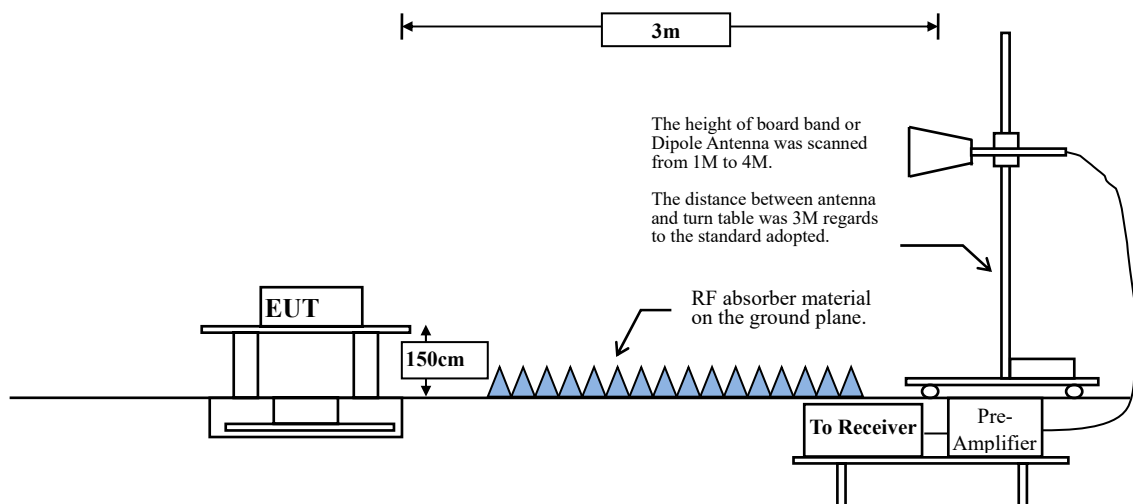 3m
The height of board band or
Dipole Antenna was scanned
from 1M to 4M.
The distance between antenna
and turn table was 3M regards
to the standard adopted.
EUT
RF absorber material
on the ground plane.
150cm
To Receiver
Pre-
Amplifier